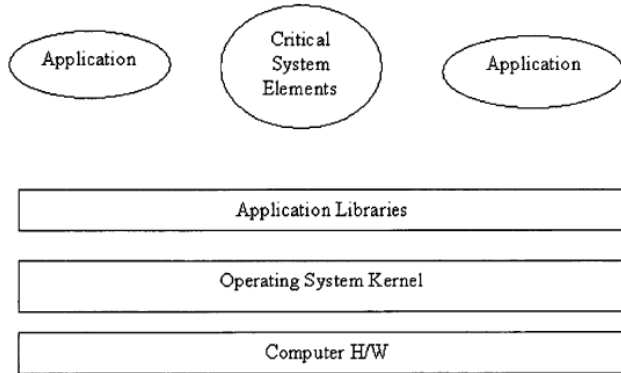 Application
Critical
System
Elements
Application
Application Libraries
Operating System Kernel
Computer H/W